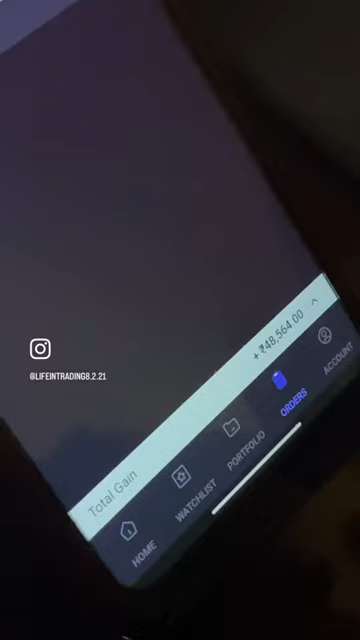 @LIFEINTRADING8.2.21
Total Gain + ₹48,564.00
HOME WATCHLIST PORTFOLIO ORDERS ACCOUNT